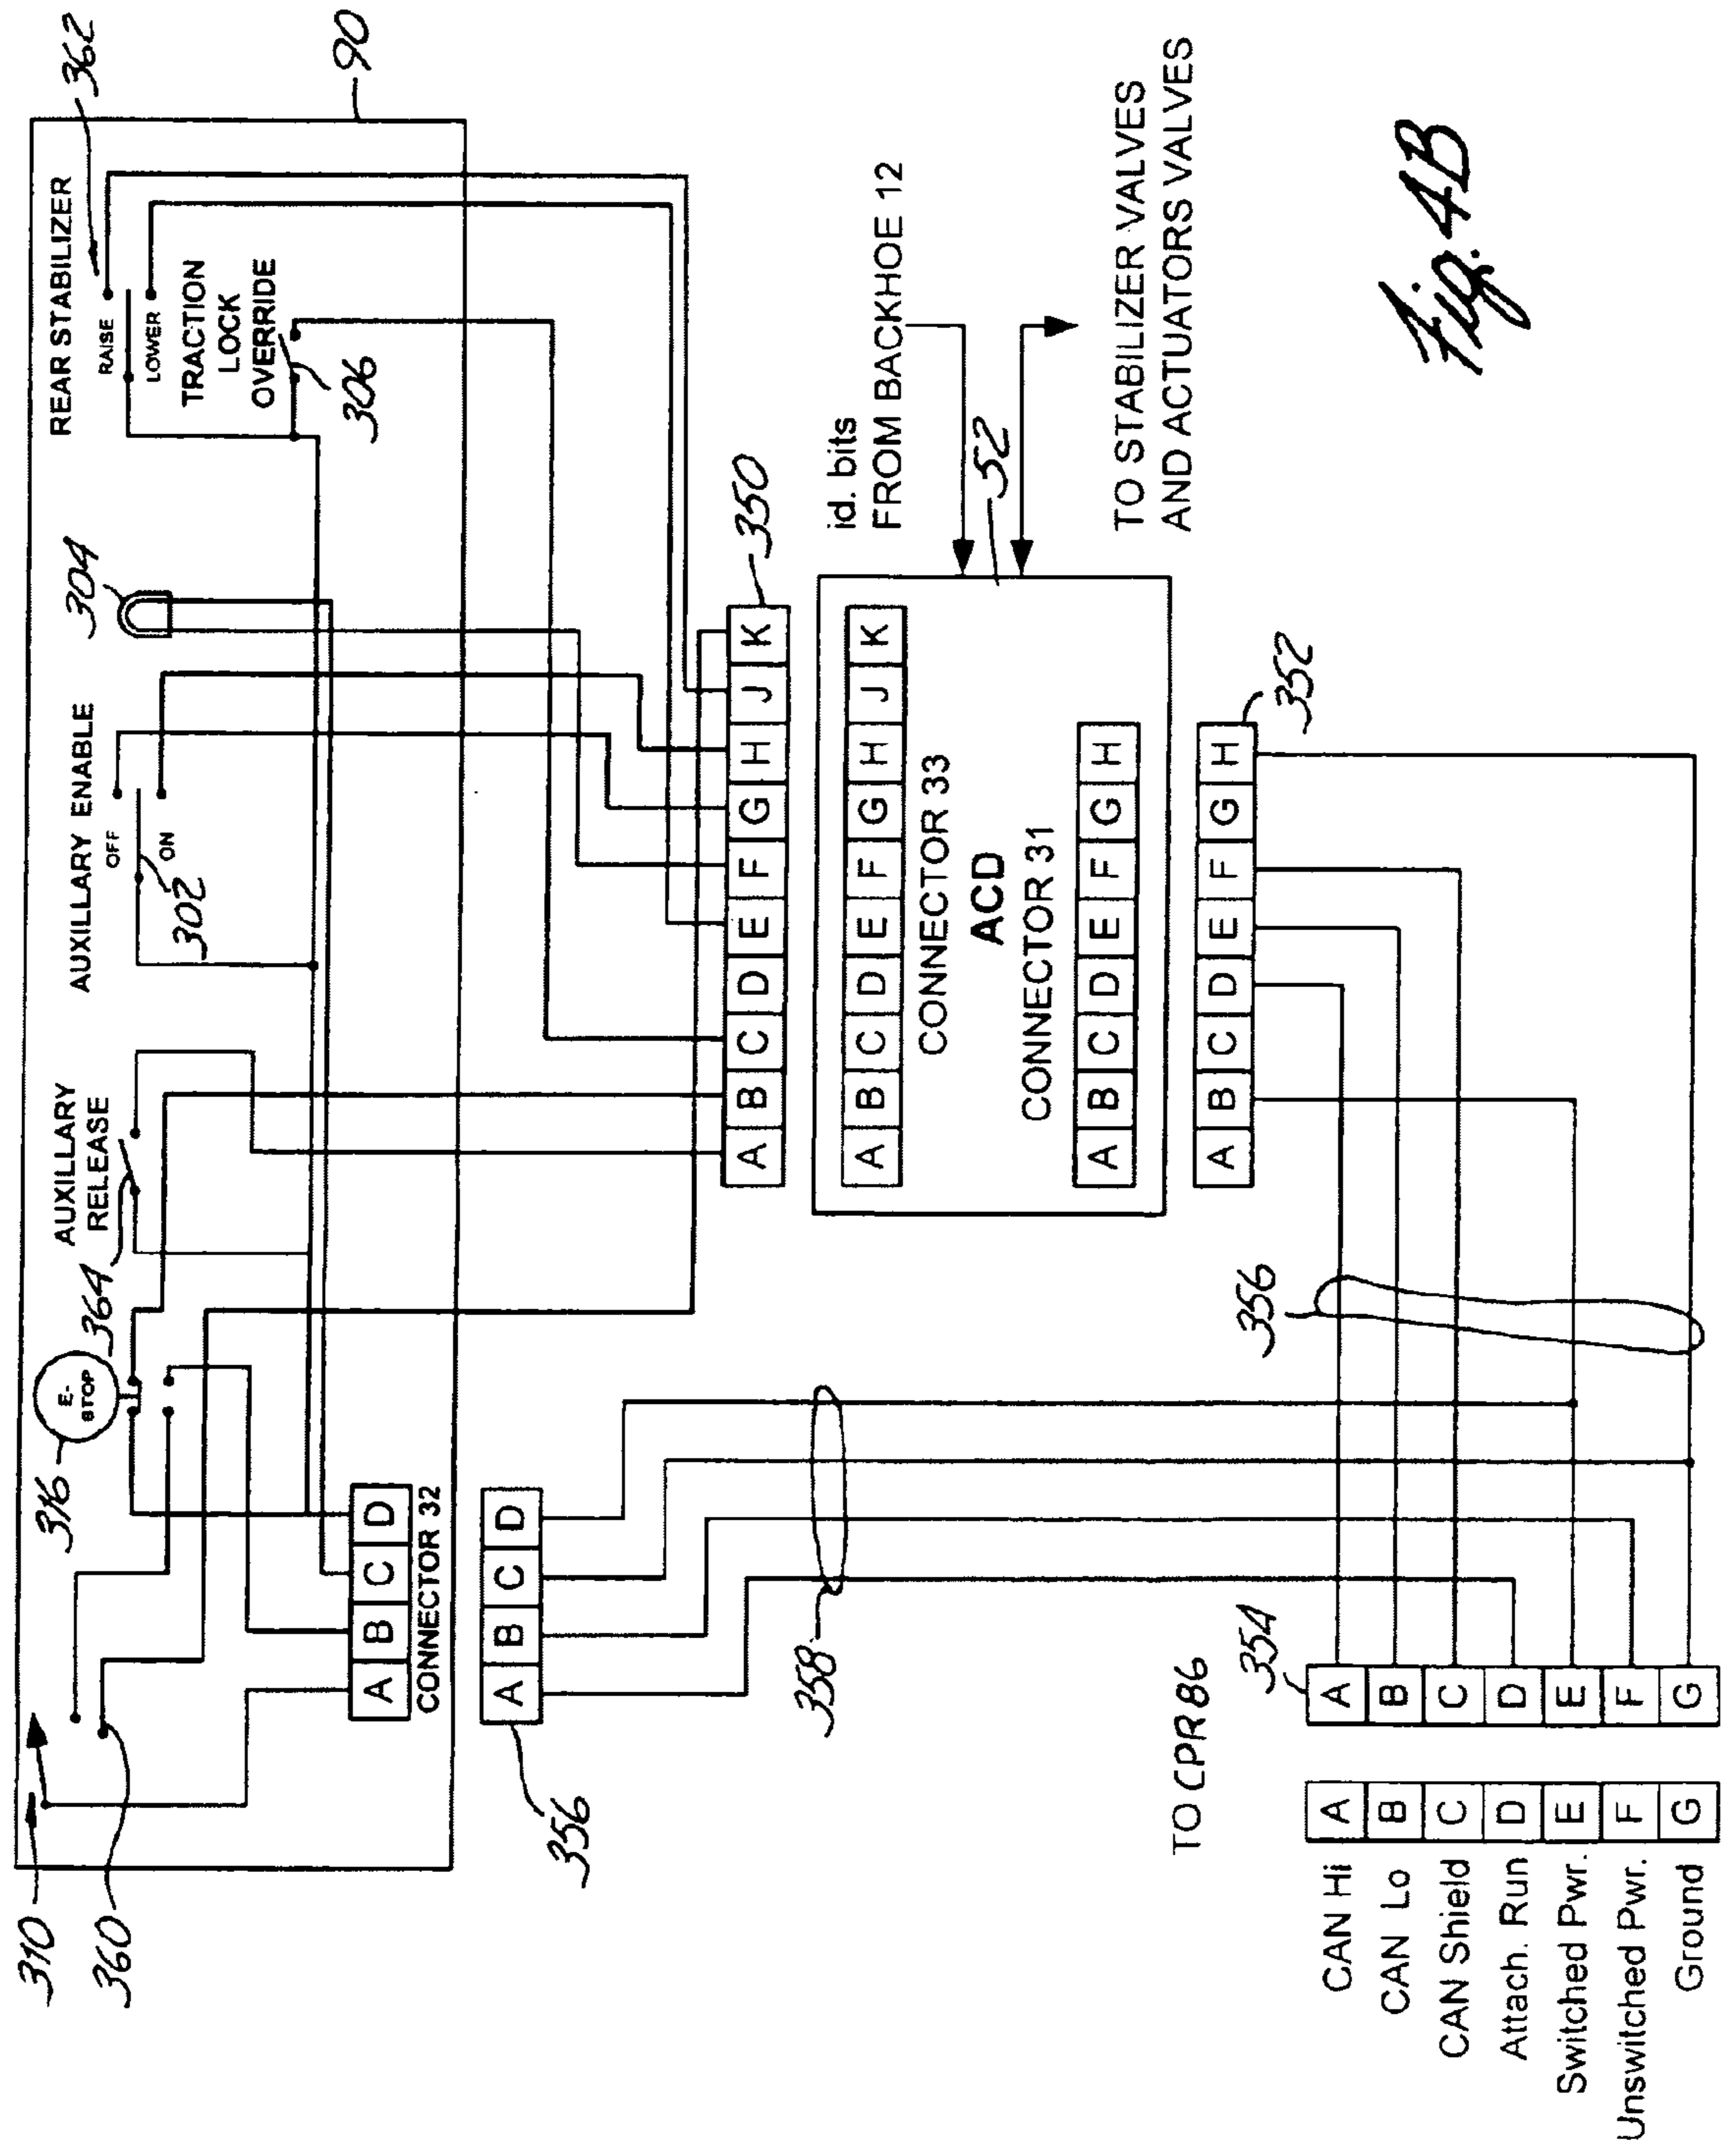 310
360
316
E-
STOP
364
AUXILLARY
RELEASE
AUXILLARY ENABLE
OFF
ON
302
304
REAR STABILIZER
RAISE
LOWER
362
TRACTION
LOCK
OVERRIDE
306
90
A B C D
CONNECTOR 32
A B C D
356
358
A B C D E F G H J K
350
A B C D E F G H J K
CONNECTOR 33
ACD
CONNECTOR 31
A B C D E F G H
52
id. bits
FROM BACKHOE 12
TO STABILIZER VALVES
AND ACTUATORS VALVES
A B C D E F G H
352
356
TO CPR 86
354
CAN Hi A A
CAN Lo B B
CAN Shield C C
Attach. Run D D
Switched Pwr. E E
Unswitched Pwr. F F
Ground G G
Fig. 4B